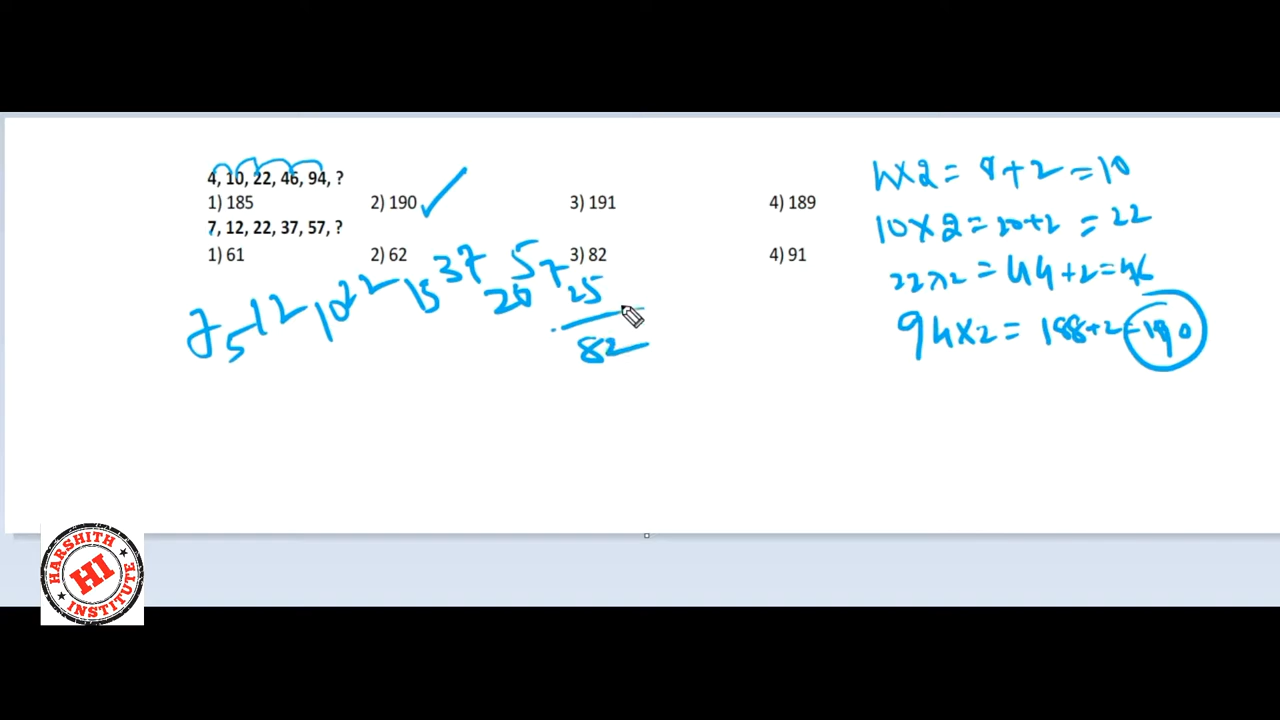 4, 10, 22, 46, 94, ?
1) 185 2) 190 3) 191 4) 189
7, 12, 22, 37, 57, ?
1) 61 2) 62 3) 82 4) 91
7 5 12 10 22 15 37 20 57 25
82
4×2 = 8+2 = 10
10×2 = 20+2 = 22
22×2 = 44+2 = 46
94×2 = 188+2 = 190
HARSHITH
HI
INSTITUTE